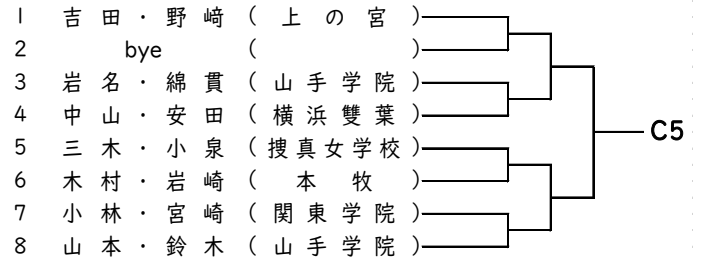 1 吉田・野﨑 (上の宮)
2 bye ( )
3 岩名・綿貫 (山手学院)
4 中山・安田 (横浜雙葉)
C5
5 三木・小泉 (捜真女学校)
6 木村・岩崎 (本牧)
7 小林・宮崎 (関東学院)
8 山本・鈴木 (山手学院)